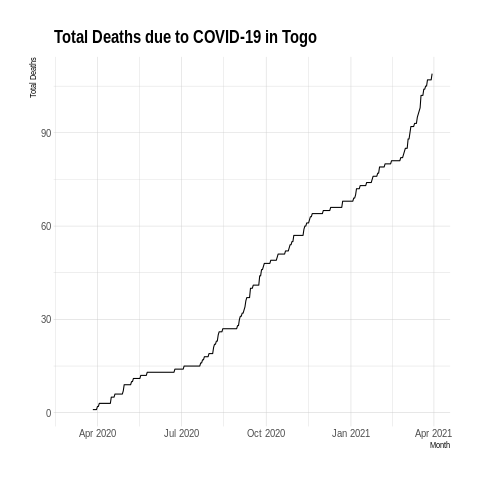 Total Deaths due to COVID-19 in Togo
Total Deaths
90
60
30
0
Apr 2020
Jul 2020
Oct 2020
Jan 2021
Apr 2021
Month